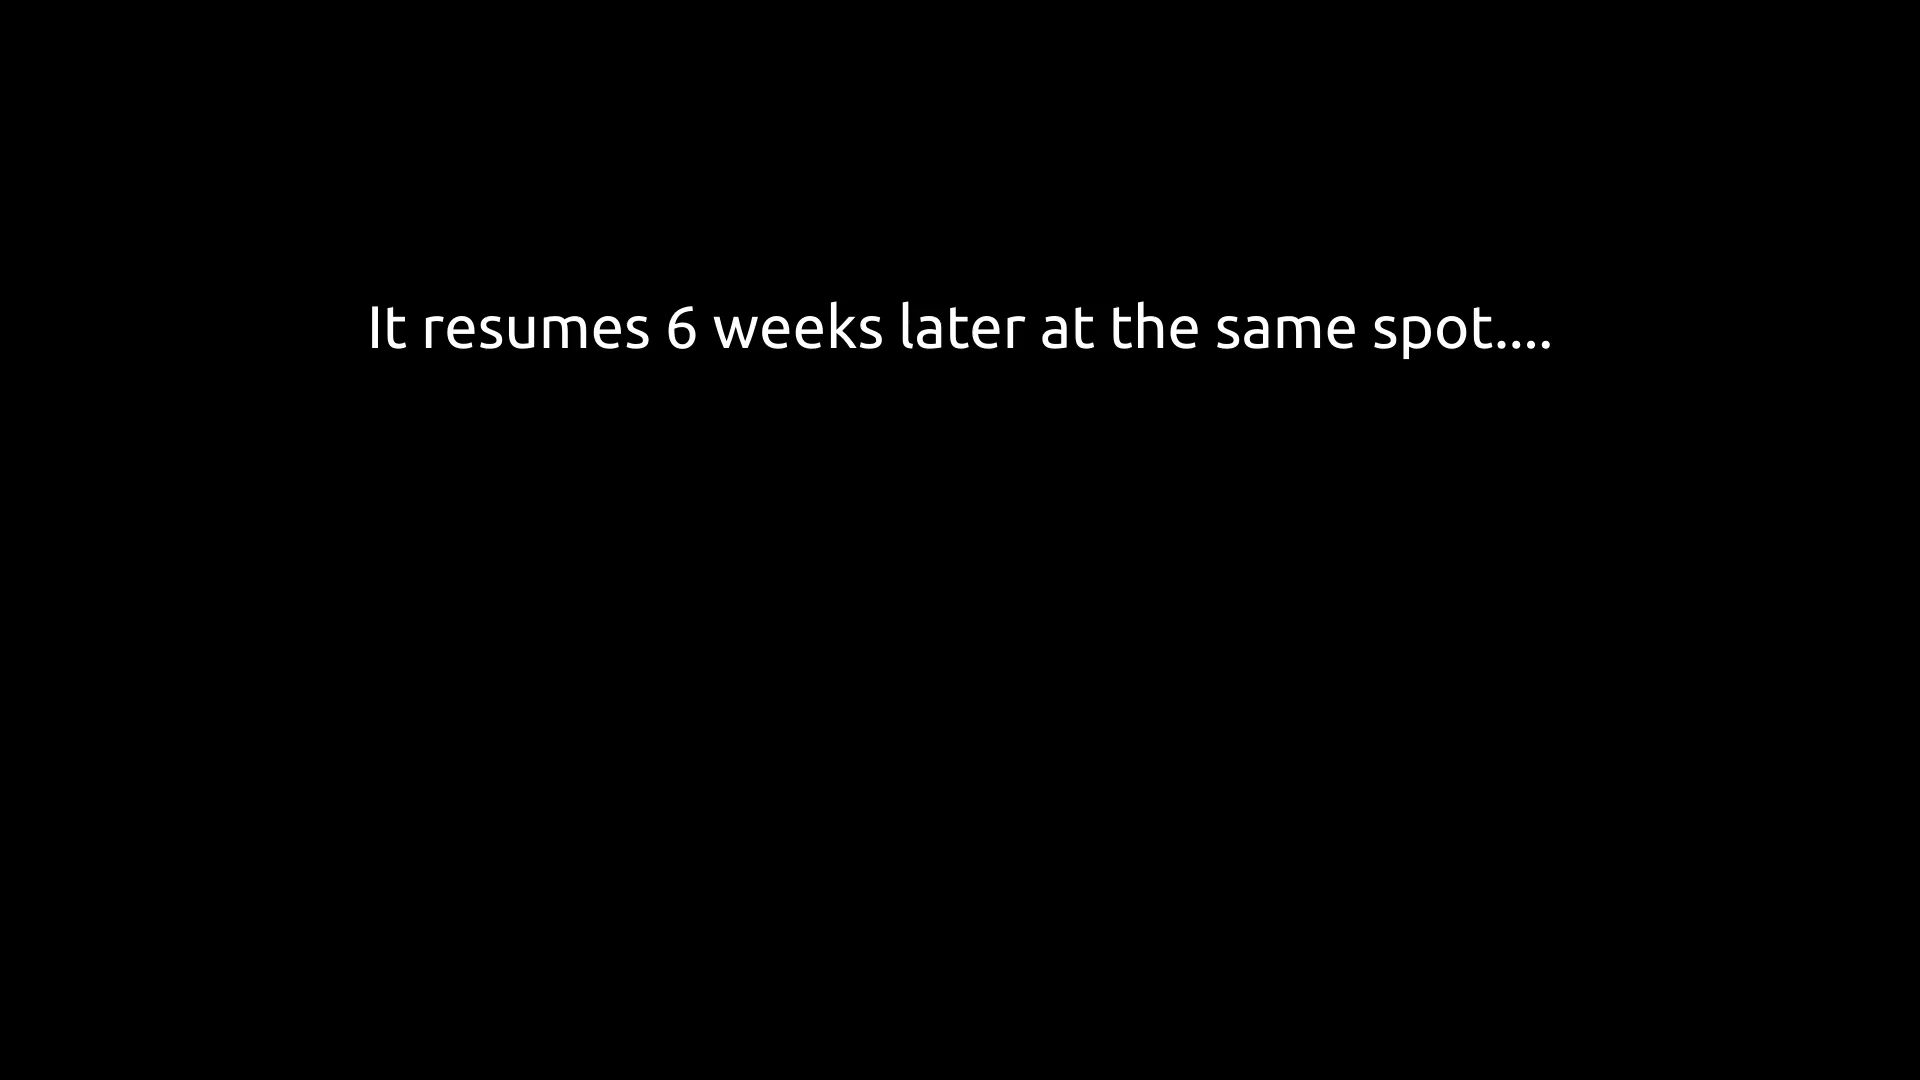 It resumes 6 weeks later at the same spot....